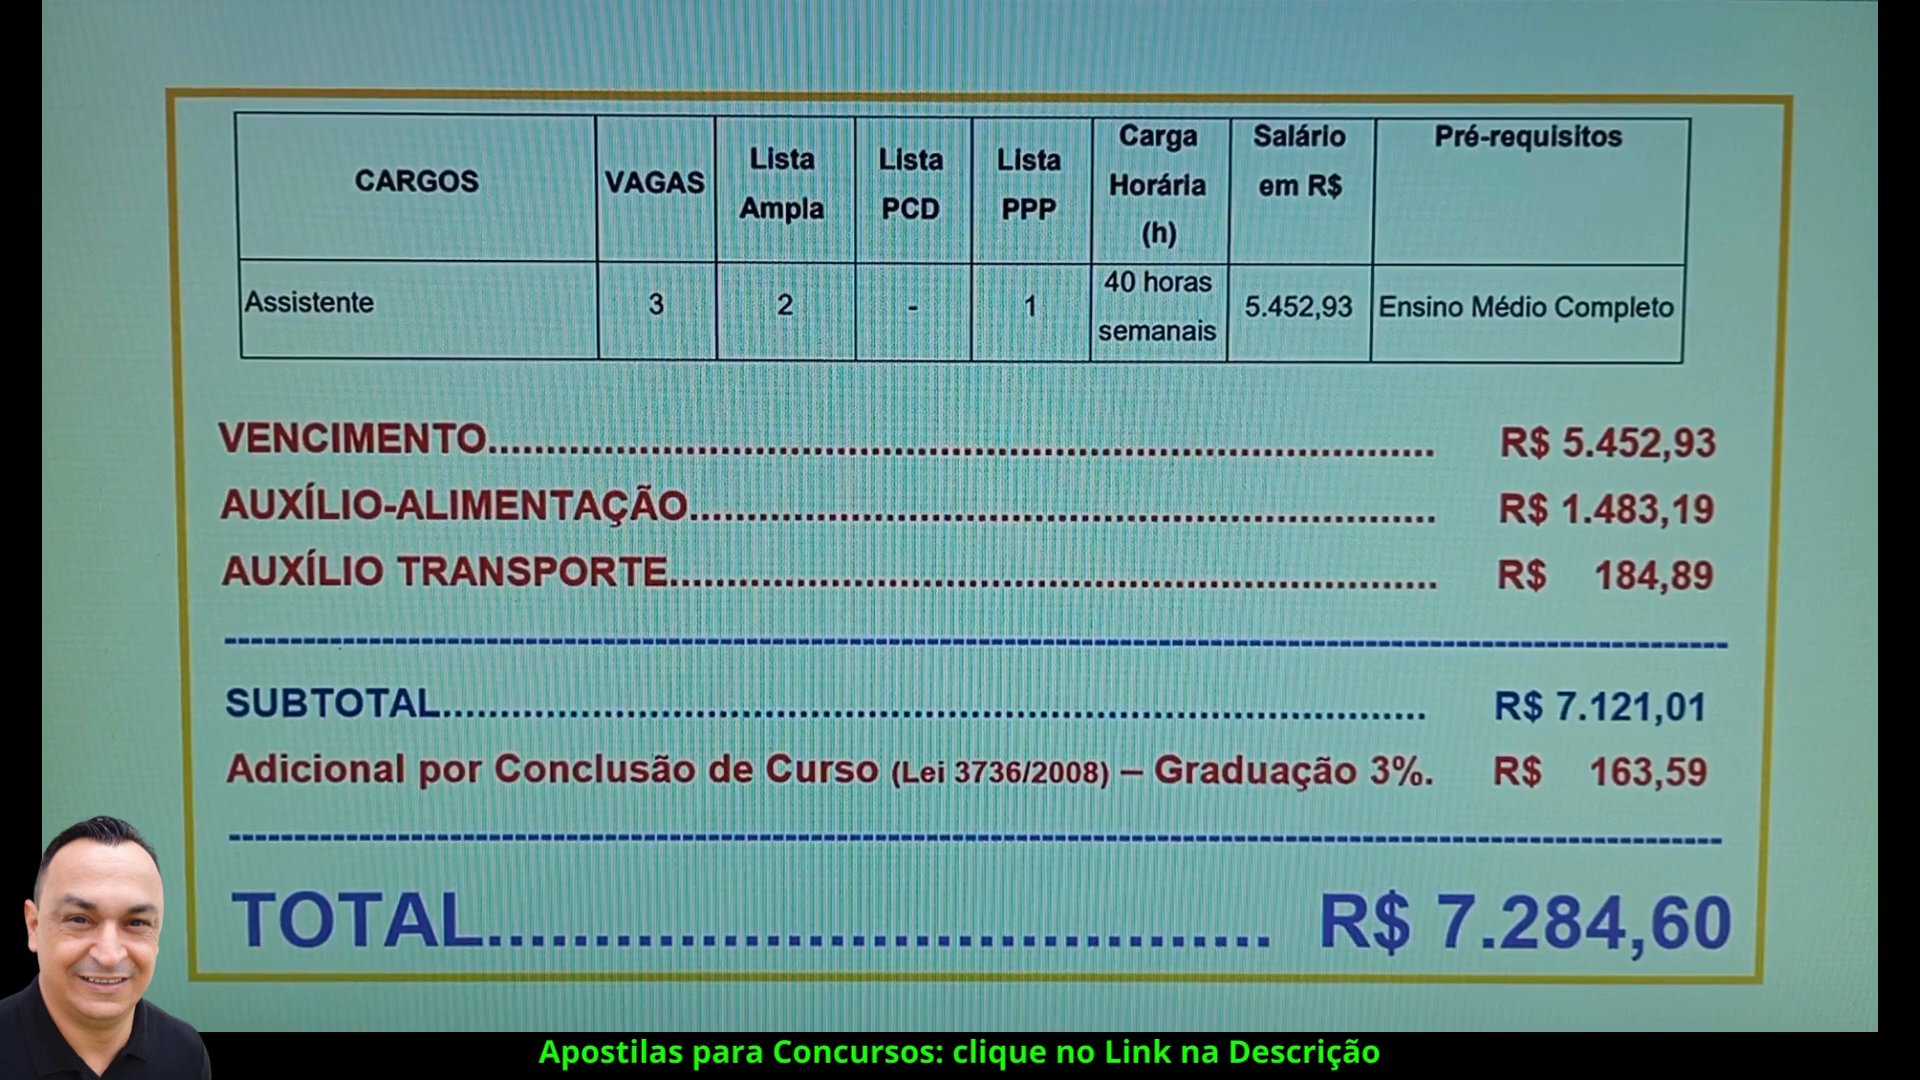 CARGOS VAGAS Lista Ampla Lista PCD Lista PPP Carga Horária (h) Salário em R$ Pré-requisitos
Assistente 3 2 - 1 40 horas semanais 5.452,93 Ensino Médio Completo
VENCIMENTO.................................................................................... R$ 5.452,93
AUXÍLIO-ALIMENTAÇÃO.................................................................. R$ 1.483,19
AUXÍLIO TRANSPORTE.................................................................... R$ 184,89
SUBTOTAL...................................................................................... R$ 7.121,01
Adicional por Conclusão de Curso (Lei 3736/2008) – Graduação 3%. R$ 163,59
TOTAL.................................... R$ 7.284,60
Apostilas para Concursos: clique no Link na Descrição